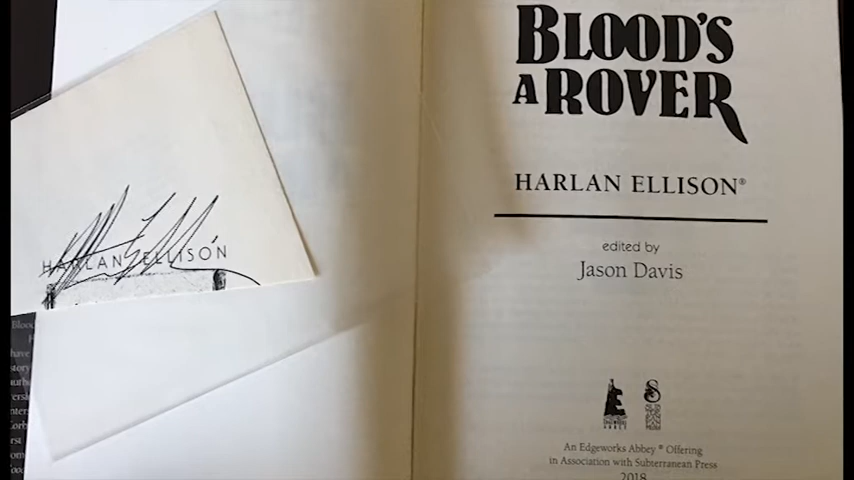 HARLAN ELLISON
BLOOD'S
A ROVER
HARLAN ELLISON®
edited by
Jason Davis
An Edgeworks Abbey® Offering
in Association with Subterranean Press
2018